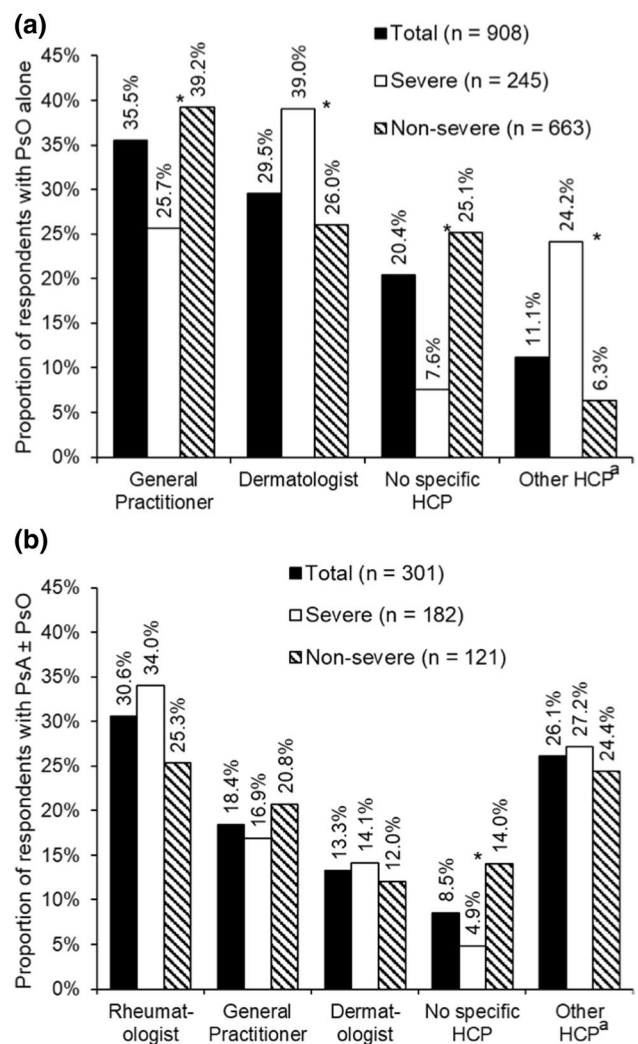 (a)
Proportion of respondents with PsO alone
45%
40%
35%
30%
25%
20%
15%
10%
5%
0%
Total (n = 908)
Severe (n = 245)
Non-severe (n = 663)
35.5%
25.7%
*
39.2%
29.5%
39.0%
*
26.0%
20.4%
7.6%
*
25.1%
11.1%
24.2%
*
6.3%
General
Practitioner
Dermatologist
No specific
HCP
Other HCPa
(b)
Proportion of respondents with PsA ± PsO
45%
40%
35%
30%
25%
20%
15%
10%
5%
0%
Total (n = 301)
Severe (n = 182)
Non-severe (n = 121)
30.6%
34.0%
25.3%
18.4%
16.9%
20.8%
13.3%
14.1%
12.0%
8.5%
4.9%
*
14.0%
26.1%
27.2%
24.4%
Rheumat-
ologist
General
Practitioner
Dermat-
ologist
No specific
HCP
Other
HCPa